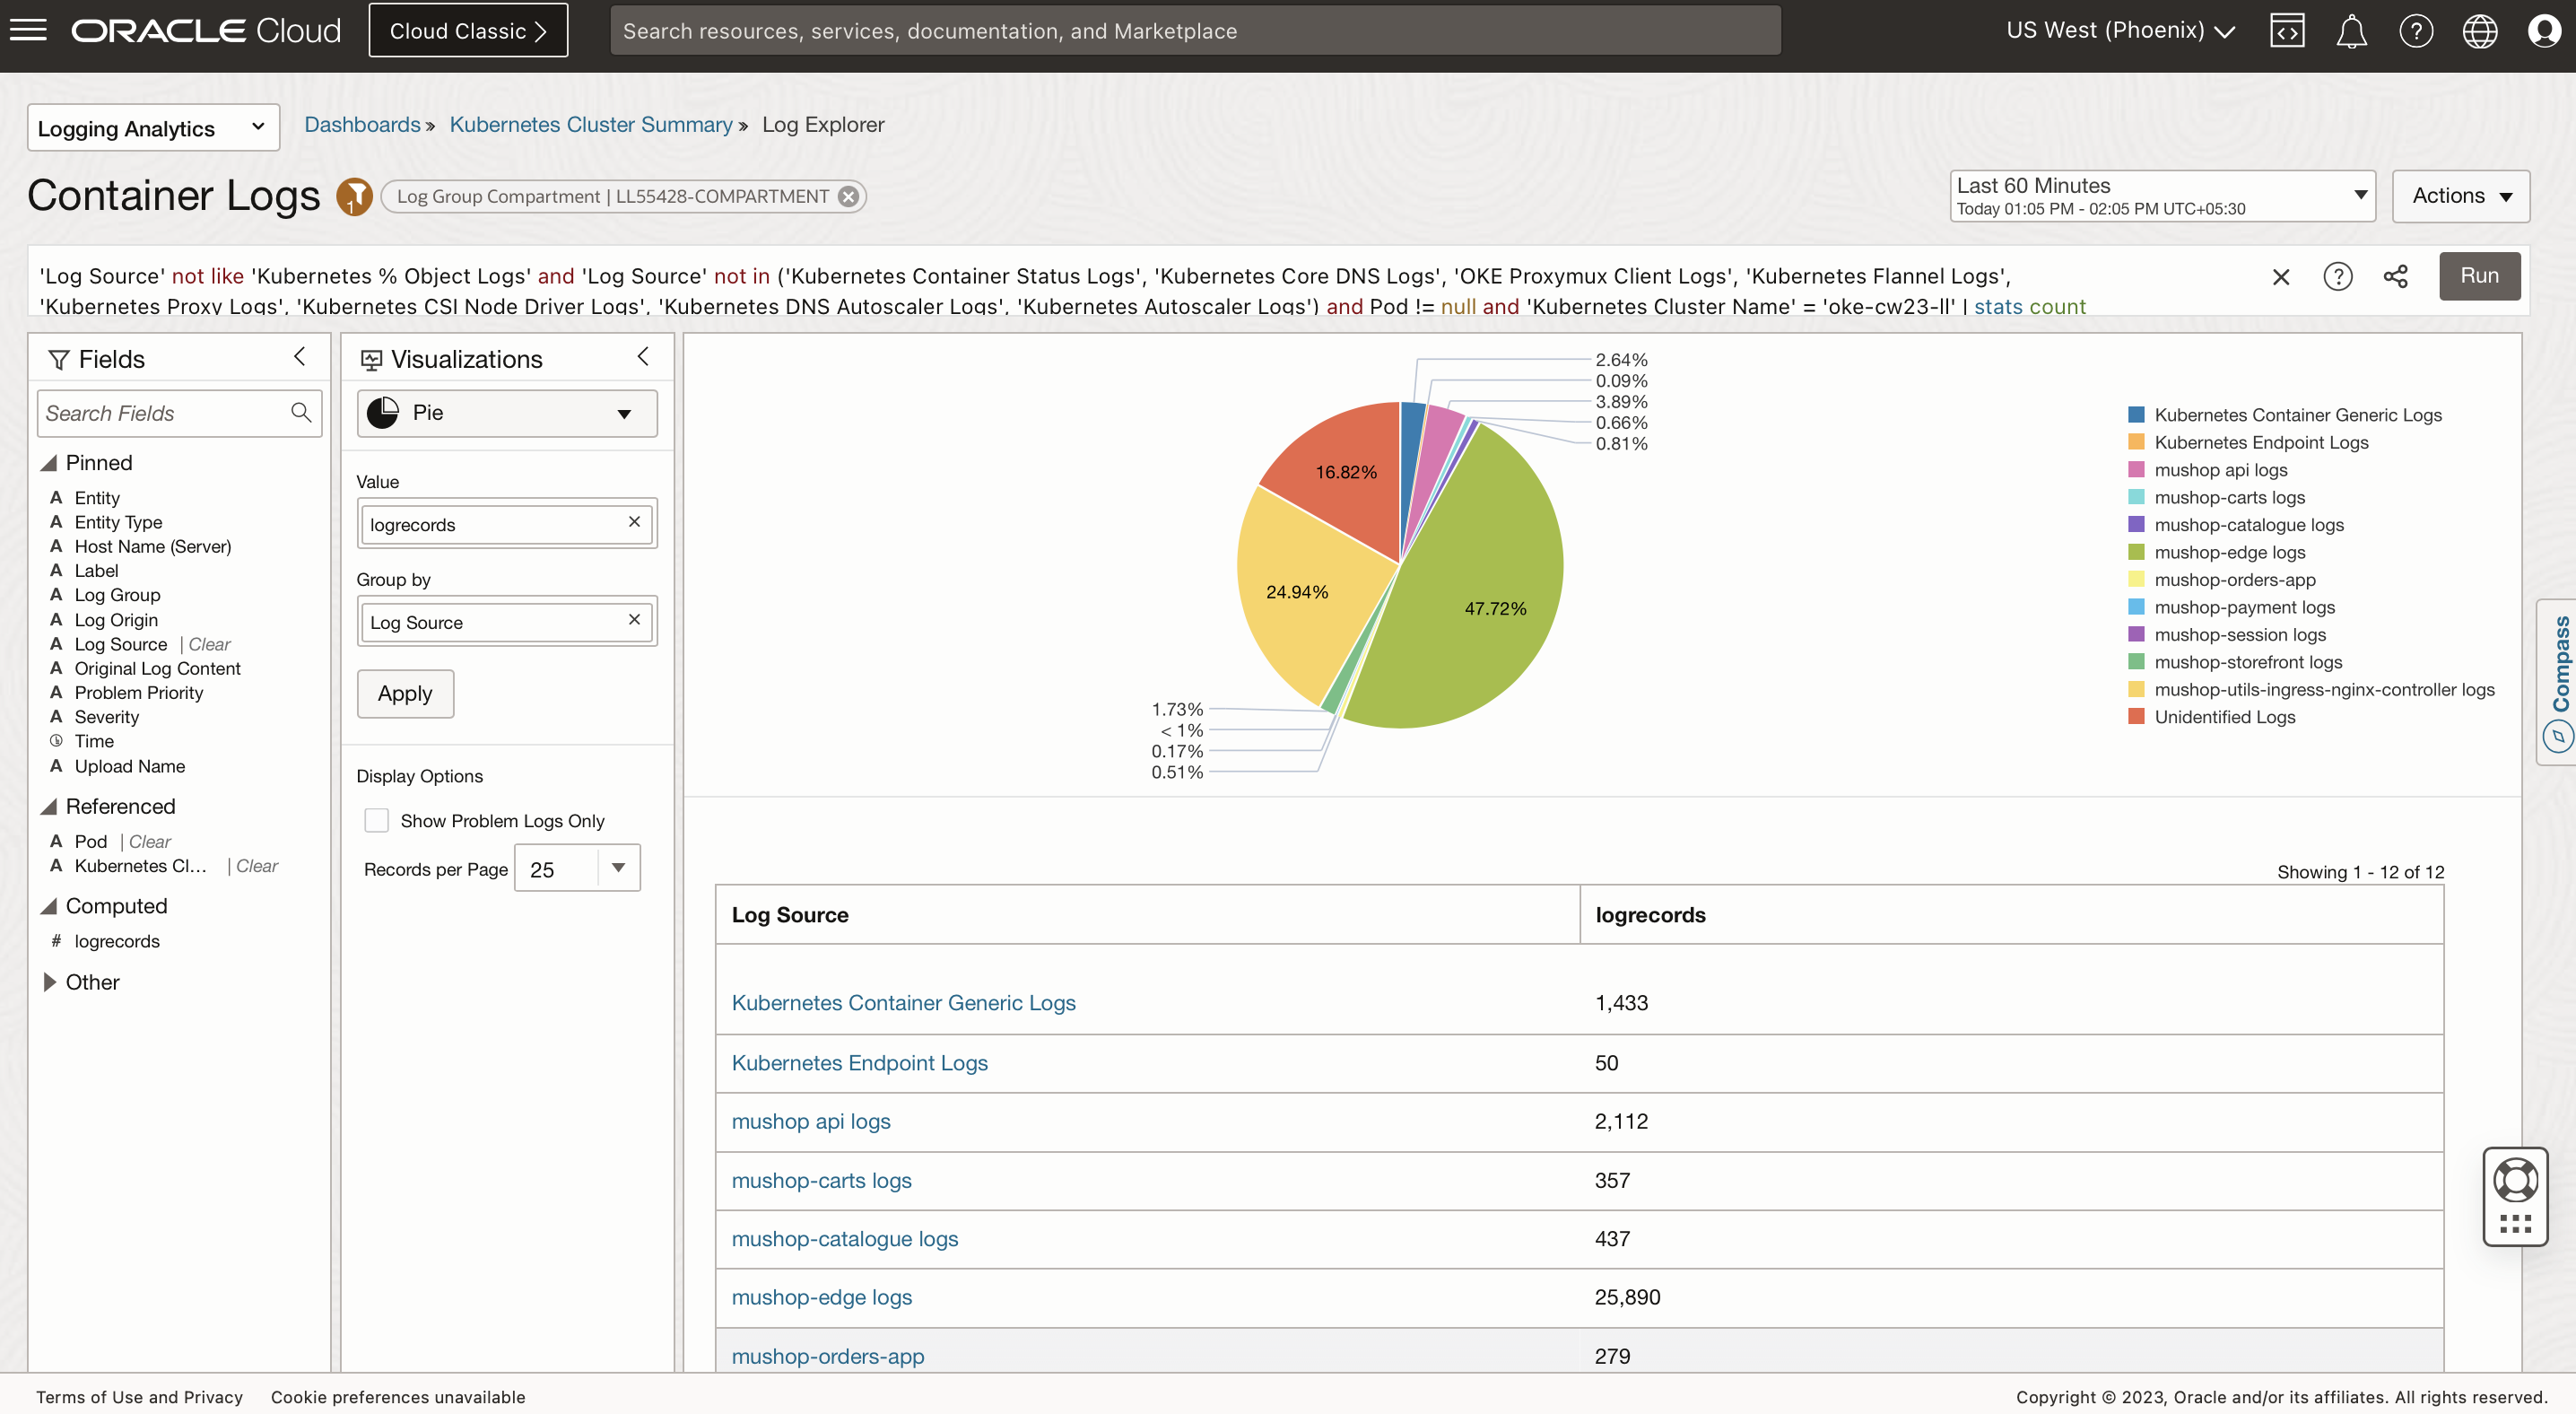 ORACLE Cloud
Cloud Classic
Search resources, services, documentation, and Marketplace
US West (Phoenix)
Logging Analytics
Dashboards » Kubernetes Cluster Summary » Log Explorer
Container Logs
1
Log Group Compartment | LL55428-COMPARTMENT
Last 60 Minutes
Today 01:05 PM - 02:05 PM UTC+05:30
Actions
'Log Source' not like 'Kubernetes % Object Logs' and 'Log Source' not in ('Kubernetes Container Status Logs', 'Kubernetes Core DNS Logs', 'OKE Proxymux Client Logs', 'Kubernetes Flannel Logs',
'Kubernetes Proxy Logs', 'Kubernetes CSI Node Driver Logs', 'Kubernetes DNS Autoscaler Logs', 'Kubernetes Autoscaler Logs') and Pod != null and 'Kubernetes Cluster Name' = 'oke-cw23-ll' | stats count
Run
Fields
Search Fields
Pinned
A Entity
A Entity Type
A Host Name (Server)
A Label
A Log Group
A Log Origin
A Log Source | Clear
A Original Log Content
A Problem Priority
A Severity
Time
A Upload Name
Referenced
A Pod | Clear
A Kubernetes Cl... | Clear
Computed
# logrecords
Other
Visualizations
Pie
Value
logrecords
Group by
Log Source
Apply
Display Options
Show Problem Logs Only
Records per Page 25
2.64%
0.09%
3.89%
0.66%
0.81%
16.82%
24.94%
47.72%
1.73%
< 1%
0.17%
0.51%
Kubernetes Container Generic Logs
Kubernetes Endpoint Logs
mushop api logs
mushop-carts logs
mushop-catalogue logs
mushop-edge logs
mushop-orders-app
mushop-payment logs
mushop-session logs
mushop-storefront logs
mushop-utils-ingress-nginx-controller logs
Unidentified Logs
Compass
Showing 1 - 12 of 12
Log Source logrecords
Kubernetes Container Generic Logs 1,433
Kubernetes Endpoint Logs 50
mushop api logs 2,112
mushop-carts logs 357
mushop-catalogue logs 437
mushop-edge logs 25,890
mushop-orders-app 279
Terms of Use and Privacy Cookie preferences unavailable
Copyright © 2023, Oracle and/or its affiliates. All rights reserved.